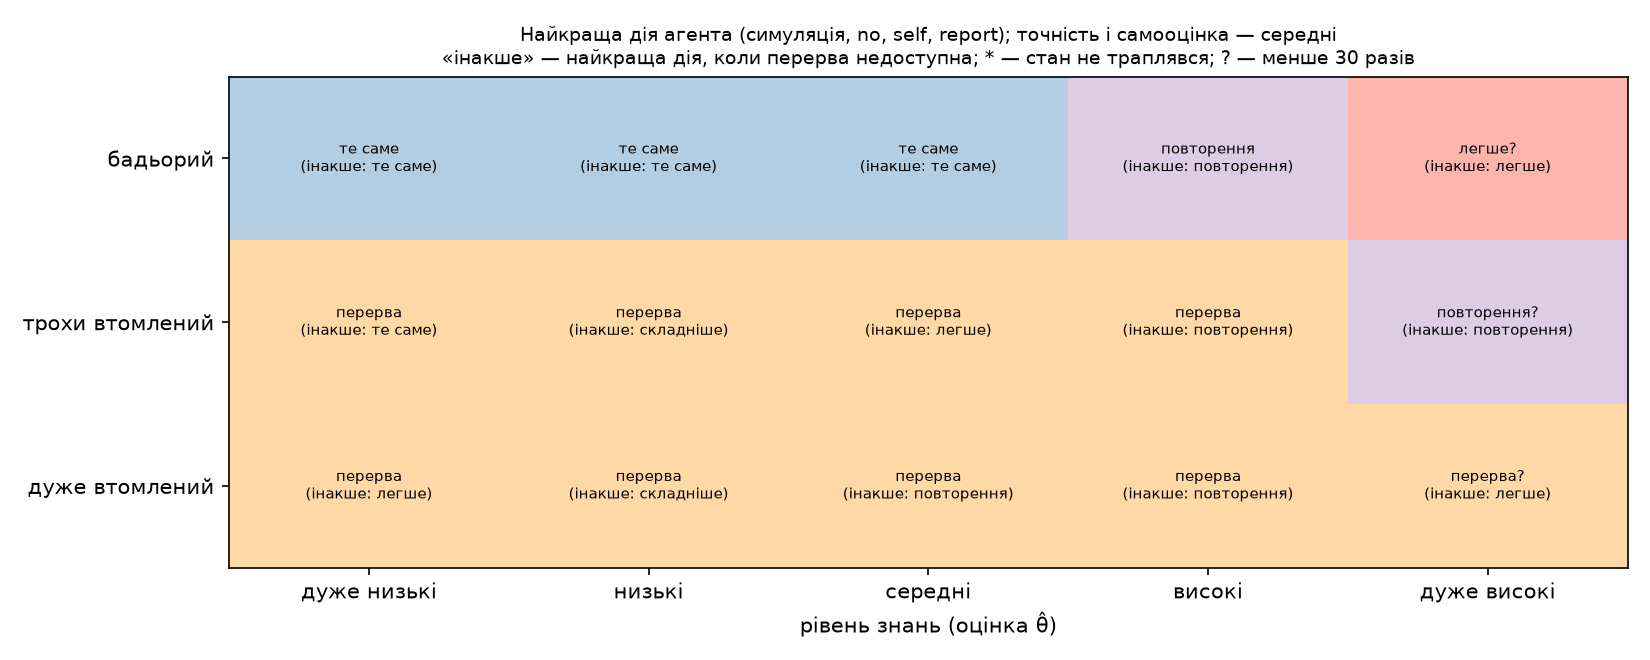 Найкраща дія агента (симуляція, no, self, report); точність і самооцінка — середні
«інакше» — найкраща дія, коли перерва недоступна; * — стан не траплявся; ? — менше 30 разів
бадьорий
те саме
(інакше: те саме)
те саме
(інакше: те саме)
те саме
(інакше: те саме)
повторення
(інакше: повторення)
легше?
(інакше: легше)
трохи втомлений
перерва
(інакше: те саме)
перерва
(інакше: складніше)
перерва
(інакше: легше)
перерва
(інакше: повторення)
повторення?
(інакше: повторення)
дуже втомлений
перерва
(інакше: легше)
перерва
(інакше: складніше)
перерва
(інакше: повторення)
перерва
(інакше: повторення)
перерва?
(інакше: легше)
дуже низькі
низькі
середні
високі
дуже високі
рівень знань (оцінка θ̂)